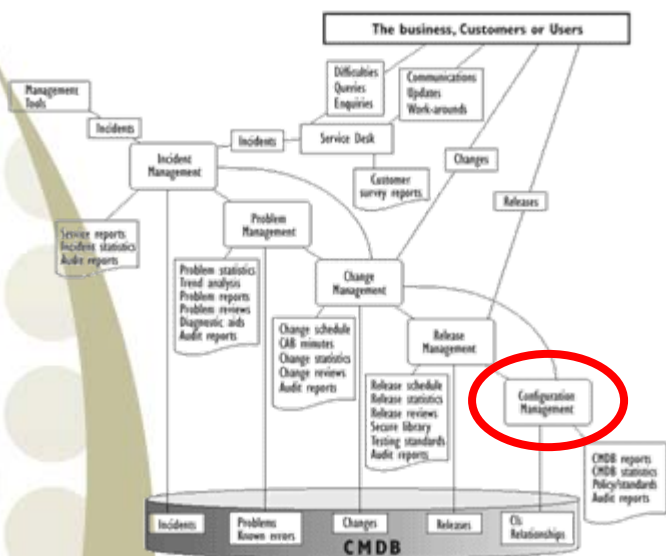 The business, Customers or Users
Difficulties
Queries
Enquiries
Communications
Updates
Work-arounds
Management
Tools
Incidents
Incidents
Service Desk
Incident
Management
Changes
Customer
survey reports
Releases
Service reports
Incident statistics
Audit reports
Problem
Management
Problem statistics
Trend analysis
Problem reports
Problem reviews
Diagnostic aids
Audit reports
Change
Management
Change schedule
CAB minutes
Change statistics
Change reviews
Audit reports
Release
Management
Release schedule
Release statistics
Release reviews
Secure library
Testing standards
Audit reports
Configuration
Management
CMDB reports
CMDB statistics
Policy/standards
Audit reports
Incidents
Problems
Known errors
Changes
Releases
CIs
Relationships
CMDB